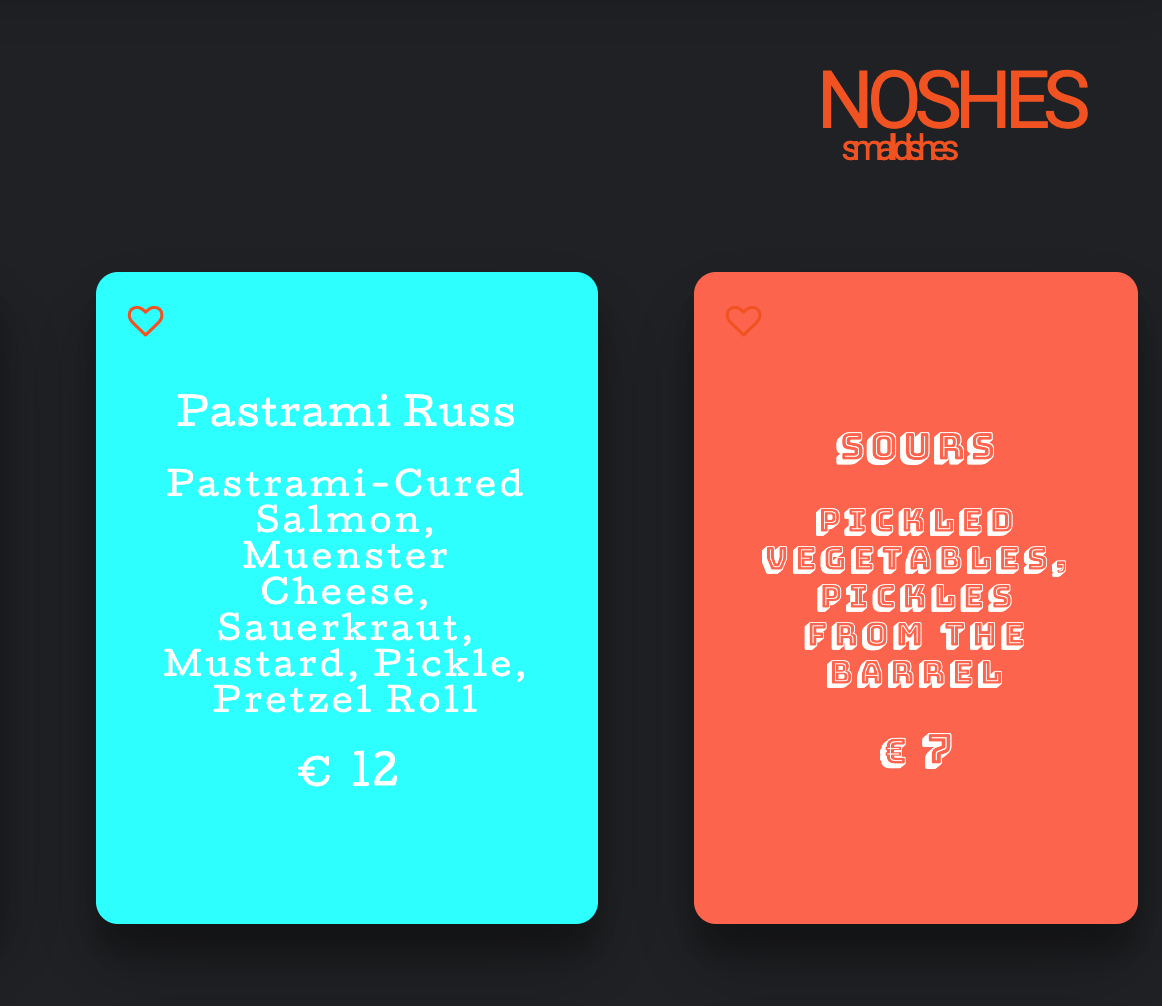 NOSHES
smalldishes
Pastrami Russ
Pastrami-Cured
Salmon,
Muenster
Cheese,
Sauerkraut,
Mustard, Pickle,
Pretzel Roll
€ 12
SOURS
PICKLED
VEGETABLES,
PICKLES
FROM THE
BARREL
€ 7